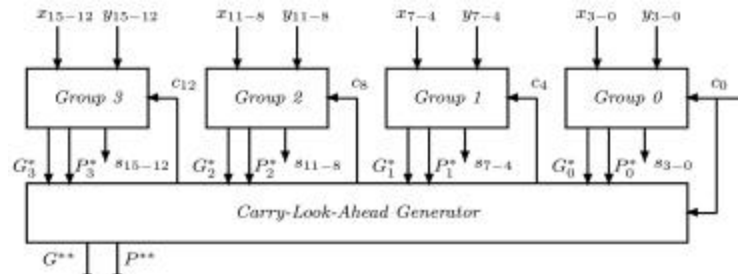 x₁₅₋₁₂ y₁₅₋₁₂ x₁₁₋₈ y₁₁₋₈ x₇₋₄ y₇₋₄ x₃₋₀ y₃₋₀
c₁₂ c₈ c₄ c₀
Group 3 Group 2 Group 1 Group 0
G₃* P₃* s₁₅₋₁₂ G₂* P₂* s₁₁₋₈ G₁* P₁* s₇₋₄ G₀* P₀* s₃₋₀
Carry-Look-Ahead Generator
G** P**